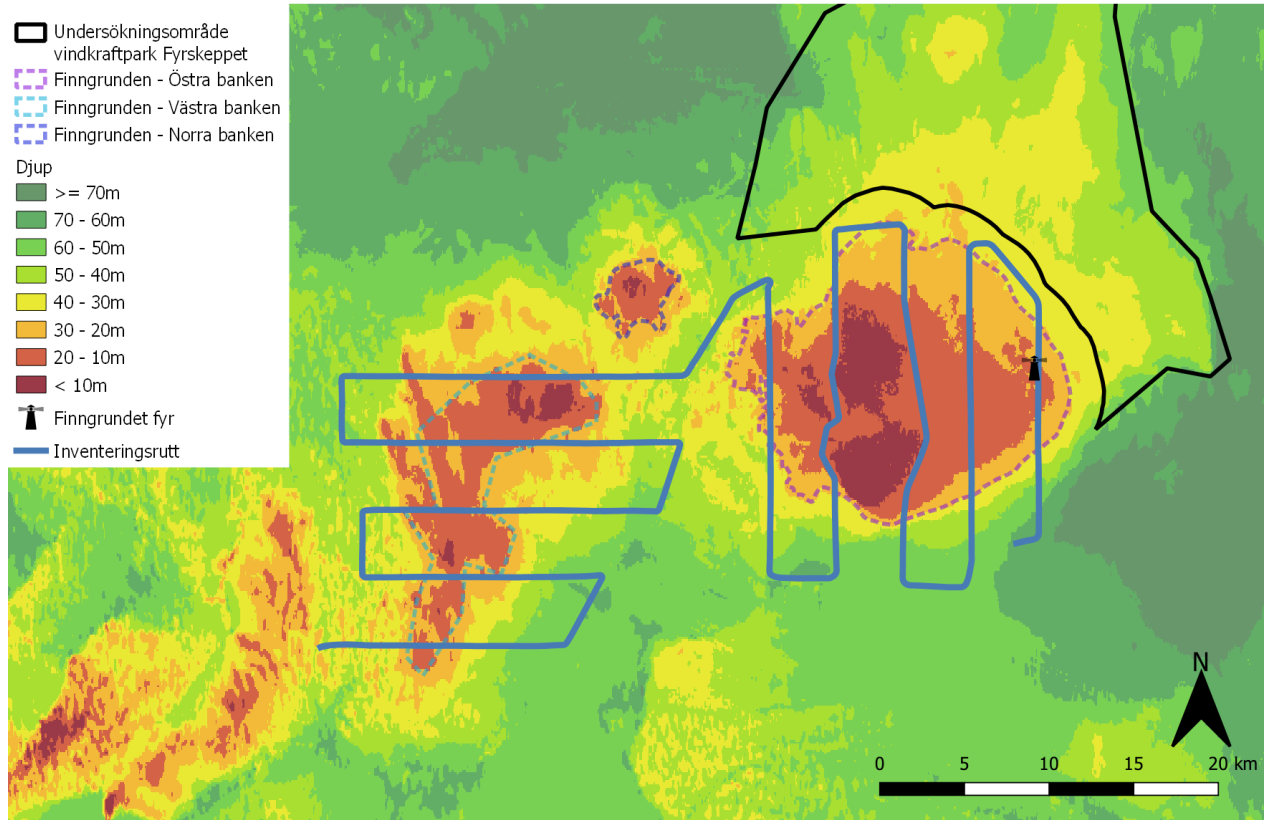 Undersökningsområde
vindkraftpark Fyrskeppet
Finngrunden - Östra banken
Finngrunden - Västra banken
Finngrunden - Norra banken
Djup
>= 70m
70 - 60m
60 - 50m
50 - 40m
40 - 30m
30 - 20m
20 - 10m
< 10m
Finngrundet fyr
Inventeringsrutt
N
0 5 10 15 20 km